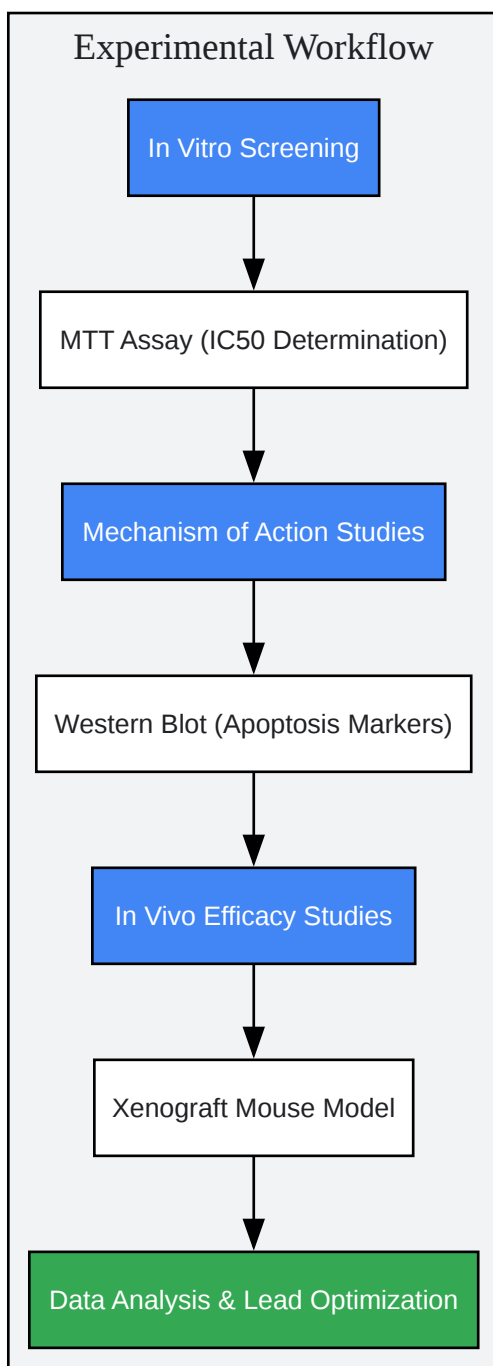 Experimental Workflow
In Vitro Screening
MTT Assay (IC50 Determination)
Mechanism of Action Studies
Western Blot (Apoptosis Markers)
In Vivo Efficacy Studies
Xenograft Mouse Model
Data Analysis & Lead Optimization